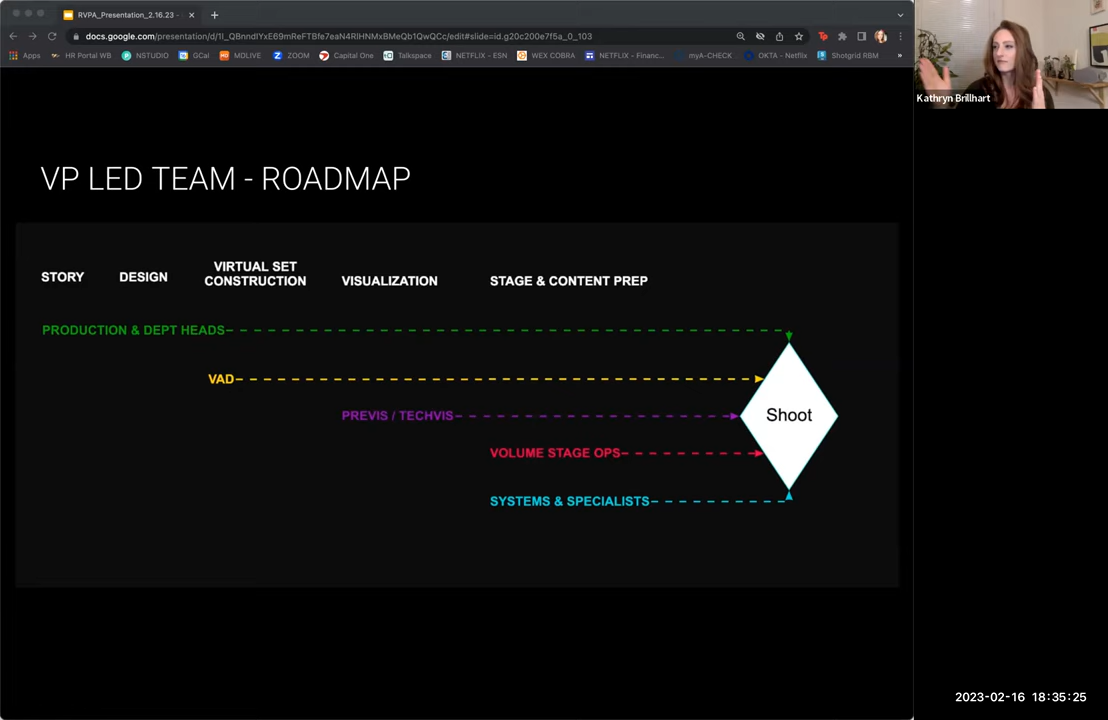 RVPA_Presentation_2.16.23 -
docs.google.com/presentation/d/1I_QBnndIYxE69mReFTBfe7eaN4RIHNMxBMeQb1QwQCc/edit#slide=id.g20c200e7f5a_0_103
Apps HR Portal WB NSTUDIO GCal MDLIVE ZOOM Capital One Talkspace NETFLIX - ESN WEX COBRA NETFLIX - Financ... myA-CHECK OKTA - Netflix Shotgrid RBM »
Kathryn Brillhart
VP LED TEAM - ROADMAP
STORY
DESIGN
VIRTUAL SET
CONSTRUCTION
VISUALIZATION
STAGE & CONTENT PREP
PRODUCTION & DEPT HEADS
VAD
PREVIS / TECHVIS
Shoot
VOLUME STAGE OPS
SYSTEMS & SPECIALISTS
2023-02-16 18:35:25